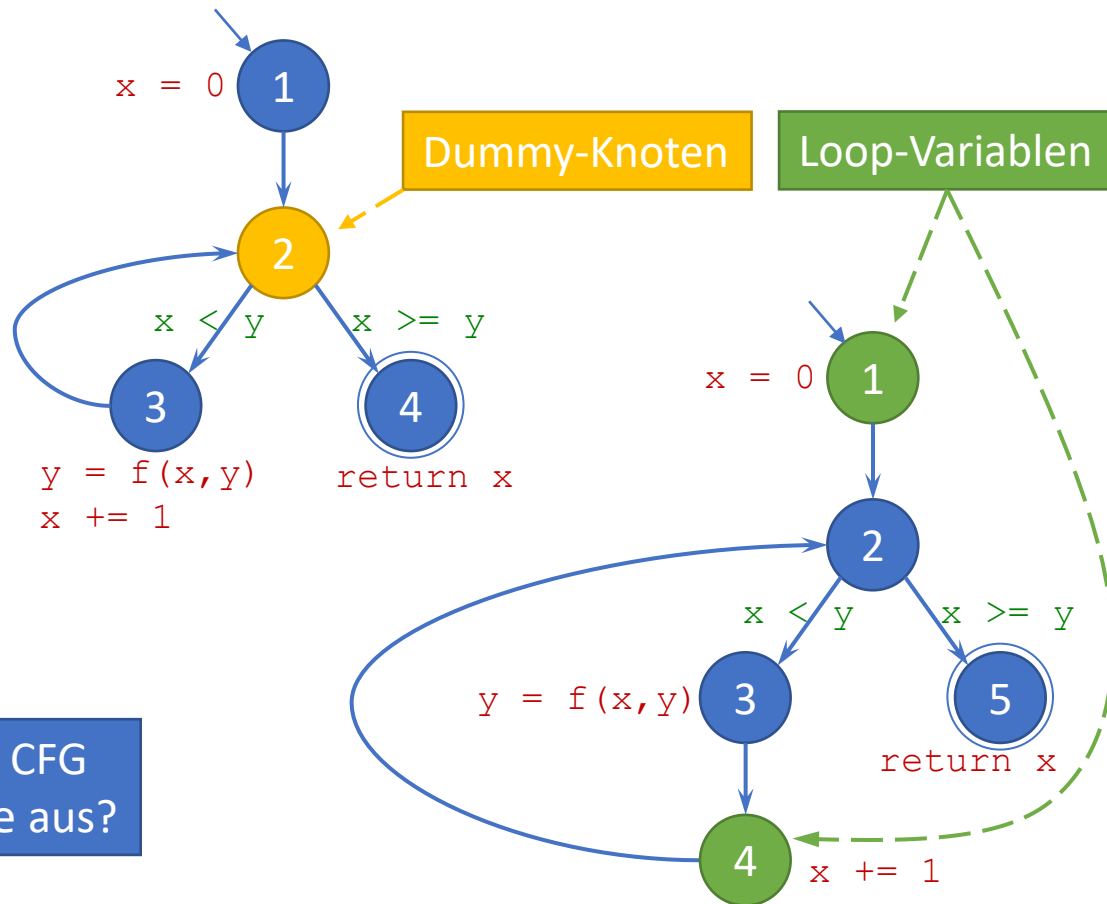 x = 0
1
Dummy-Knoten
Loop-Variablen
2
x < y
x >= y
3
4
y = f(x,y)
x += 1
return x
x = 0
1
2
x < y
x >= y
y = f(x,y)
3
5
return x
4
x += 1
CFG
e aus?